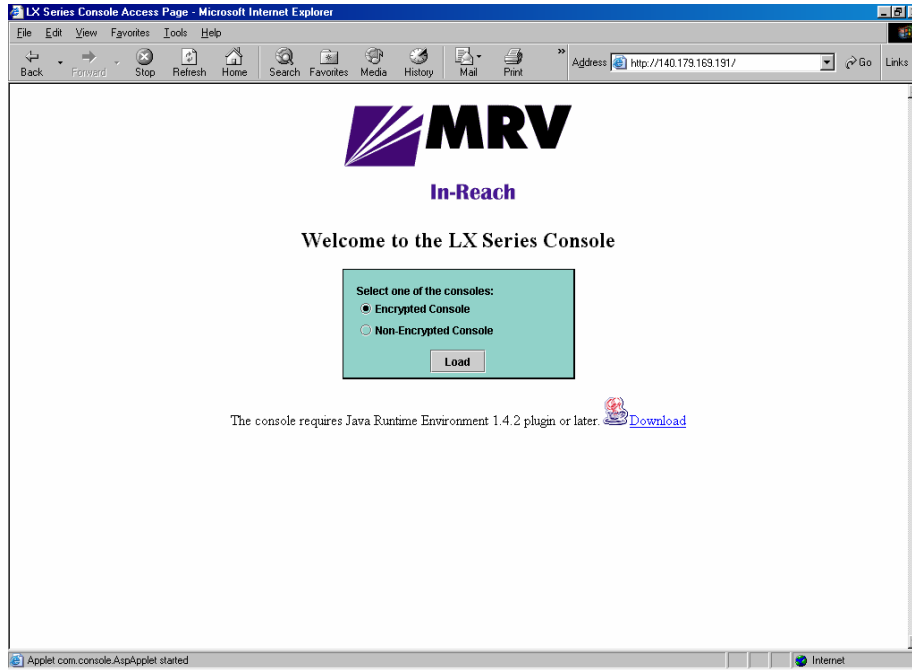 LX Series Console Access Page - Microsoft Internet Explorer
File Edit View Favorites Tools Help
Back Forward Stop Refresh Home Search Favorites Media History Mail Print » Address http://140.179.169.191/ Go Links
MRV
In-Reach
Welcome to the LX Series Console
Select one of the consoles:
Encrypted Console
Non-Encrypted Console
Load
The console requires Java Runtime Environment 1.4.2 plugin or later. Download
Applet com.console.AspApplet started
Internet